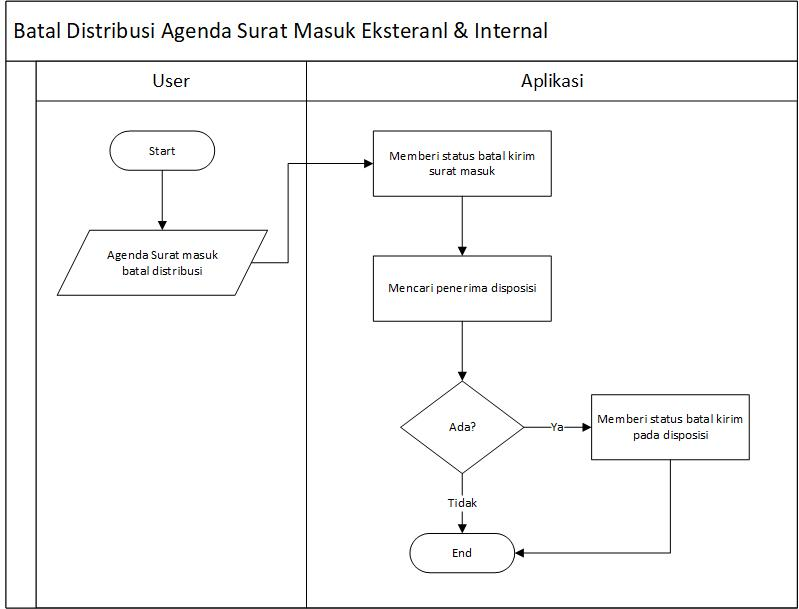 Batal Distribusi Agenda Surat Masuk Eksteranl & Internal
User
Aplikasi
Start
Agenda Surat masuk
batal distribusi
Memberi status batal kirim
surat masuk
Mencari penerima disposisi
Ada?
Ya
Memberi status batal kirim
pada disposisi
Tidak
End